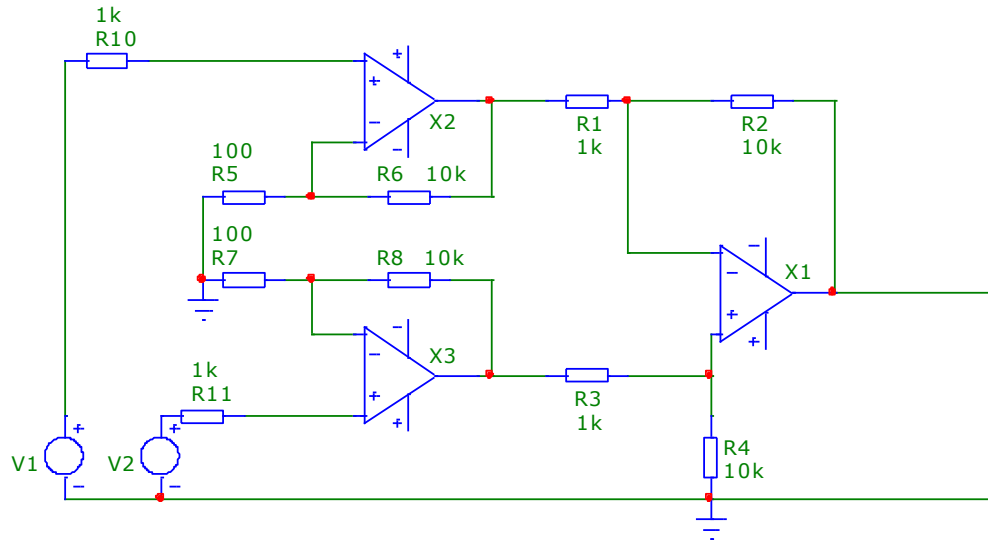 1k
R10
+
+
−
−
X2
R1
1k
R2
10k
100
R5
R6 10k
100
R7
R8 10k
−
−
+
+
X3
−
−
+
+
X1
1k
R11
R3
1k
V1
+
−
V2
+
−
R4
10k